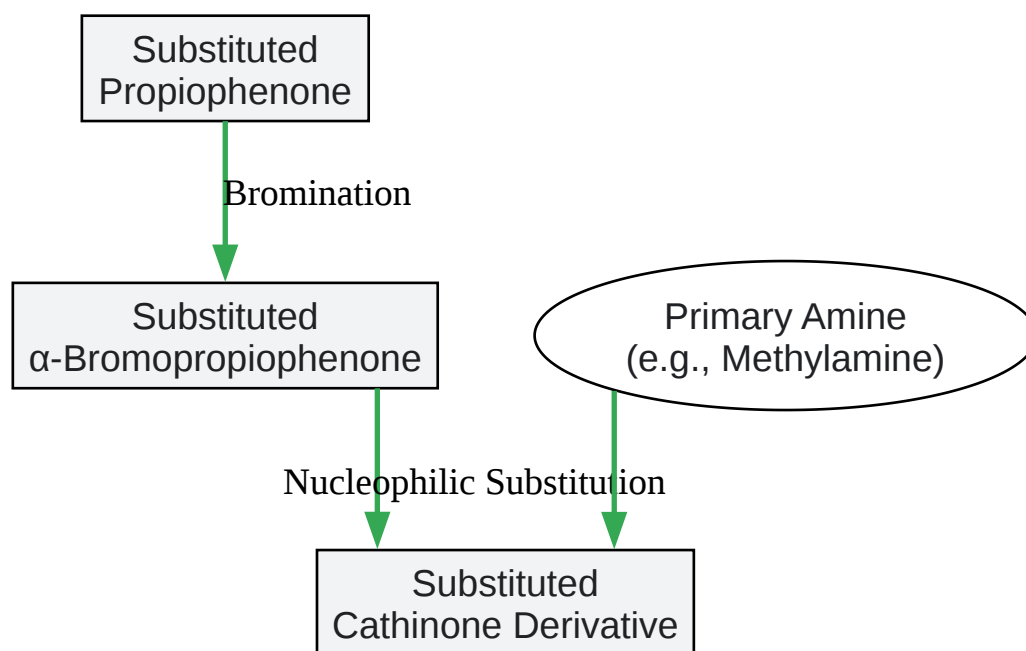 Substituted
Propiophenone
Bromination
Substituted
α-Bromopropiophenone
Primary Amine
(e.g., Methylamine)
Nucleophilic Substitution
Substituted
Cathinone Derivative